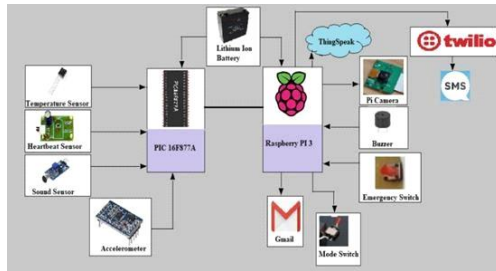 Lithium Ion
Battery
ThingSpeak
twilio
SMS
Temperature Sensor
Heartbeat Sensor
Sound Sensor
Accelerometer
PIC16F877A
PIC 16F877A
Raspberry PI 3
Pi Camera
Buzzer
Emergency Switch
Gmail
Mode Switch